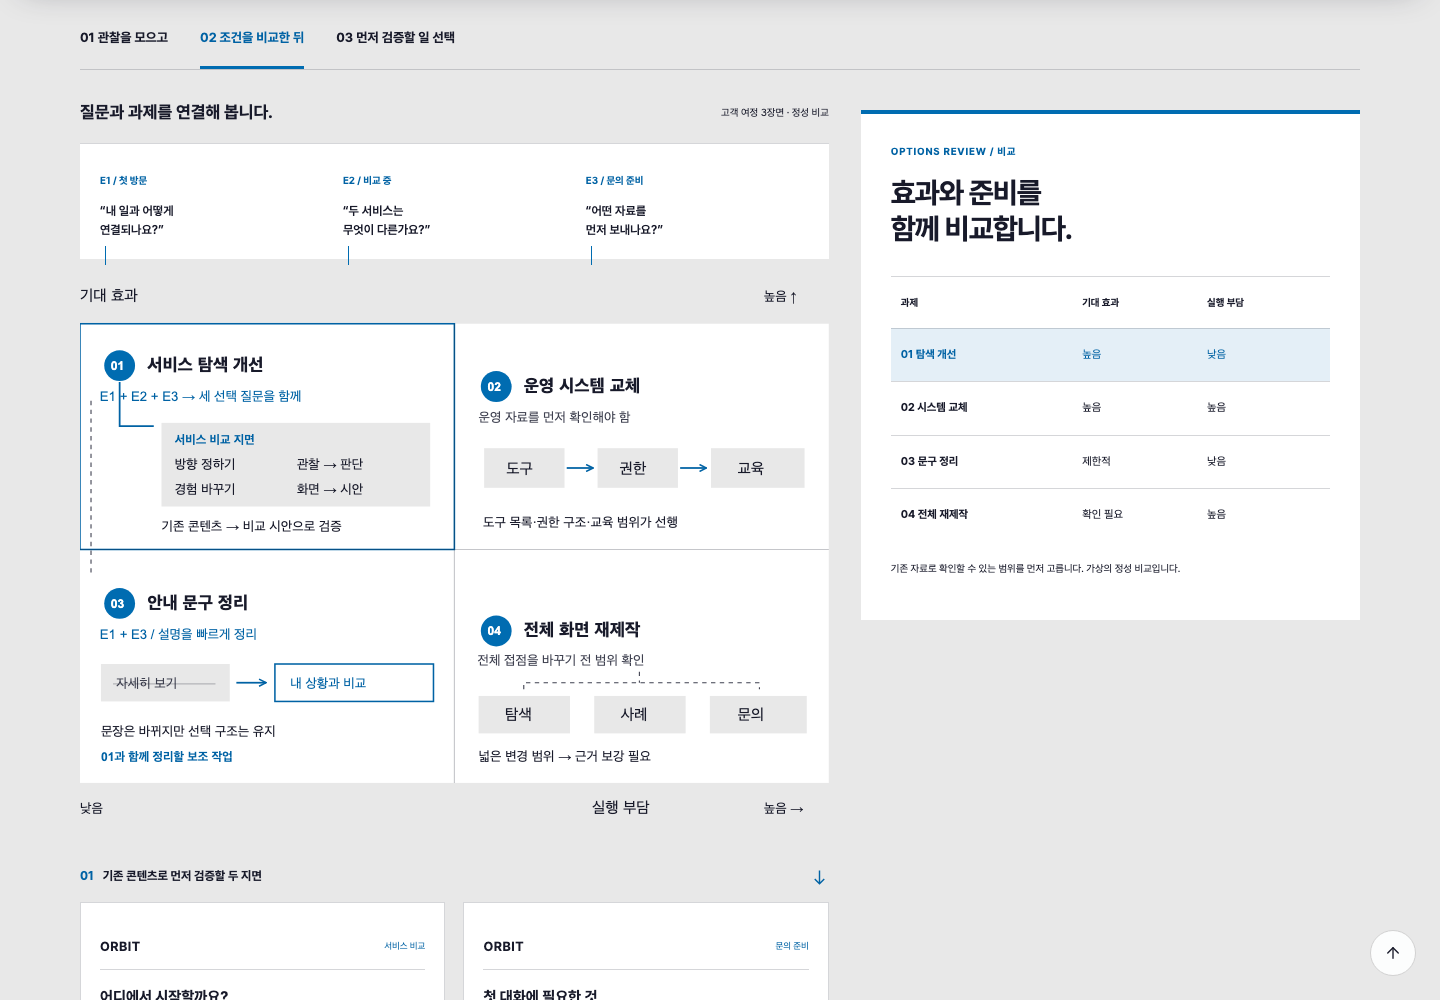 01 관찰을 모으고
02 조건을 비교한 뒤
03 먼저 검증할 일 선택
질문과 과제를 연결해 봅니다.
고객 여정 3장면 · 정성 비교
E1 / 첫 방문
“내 일과 어떻게
연결되나요?”
E2 / 비교 중
“두 서비스는
무엇이 다른가요?”
E3 / 문의 준비
“어떤 자료를
먼저 보내나요?”
기대 효과
높음 ↑
01 서비스 탐색 개선
E1 + E2 + E3 → 세 선택 질문을 함께
서비스 비교 지면
방향 정하기 관찰 → 판단
경험 바꾸기 화면 → 시안
기존 콘텐츠 → 비교 시안으로 검증
02 운영 시스템 교체
운영 자료를 먼저 확인해야 함
도구 → 권한 → 교육
도구 목록·권한 구조·교육 범위가 선행
03 안내 문구 정리
E1 + E3 / 설명을 빠르게 정리
자세히 보기 → 내 상황과 비교
문장은 바뀌지만 선택 구조는 유지
01과 함께 정리할 보조 작업
04 전체 화면 재제작
전체 접점을 바꾸기 전 범위 확인
탐색 사례 문의
넓은 변경 범위 → 근거 보강 필요
낮음
실행 부담
높음 →
OPTIONS REVIEW / 비교
효과와 준비를
함께 비교합니다.
과제 기대 효과 실행 부담
01 탐색 개선 높음 낮음
02 시스템 교체 높음 높음
03 문구 정리 제한적 낮음
04 전체 재제작 확인 필요 높음
기존 자료로 확인할 수 있는 범위를 먼저 고릅니다. 가상의 정성 비교입니다.
01 기존 콘텐츠로 먼저 검증할 두 지면 ↓
ORBIT 서비스 비교
어디에서 시작할까요?
ORBIT 문의 준비
첫 대화에 필요한 것